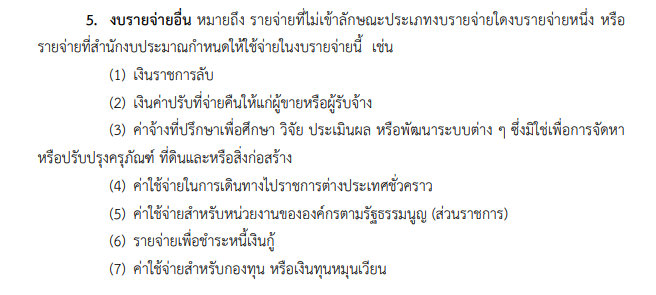 5. งบรายจ่ายอื่น หมายถึง รายจ่ายที่ไม่เข้าลักษณะประเภทงบรายจ่ายใดงบรายจ่ายหนึ่ง หรือ
รายจ่ายที่สำนักงบประมาณกำหนดให้ใช้จ่ายในงบรายจ่ายนี้ เช่น
(1) เงินราชการลับ
(2) เงินค่าปรับที่จ่ายคืนให้แก่ผู้ขายหรือผู้รับจ้าง
(3) ค่าจ้างที่ปรึกษาเพื่อศึกษา วิจัย ประเมินผล หรือพัฒนาระบบต่าง ๆ ซึ่งมิใช่เพื่อการจัดหา
หรือปรับปรุงครุภัณฑ์ ที่ดินและหรือสิ่งก่อสร้าง
(4) ค่าใช้จ่ายในการเดินทางไปราชการต่างประเทศชั่วคราว
(5) ค่าใช้จ่ายสำหรับหน่วยงานขององค์กรตามรัฐธรรมนูญ (ส่วนราชการ)
(6) รายจ่ายเพื่อชำระหนี้เงินกู้
(7) ค่าใช้จ่ายสำหรับกองทุน หรือเงินทุนหมุนเวียน